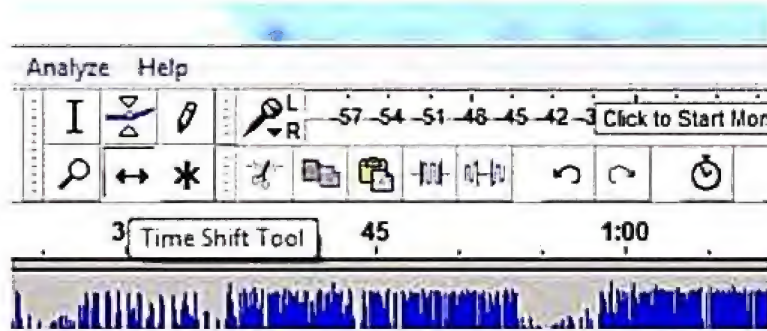 Analyze Help
L
-57 -54 -51 -48 -45 -42 -3 Click to Start Mon
R
3 Time Shift Tool 45 1:00